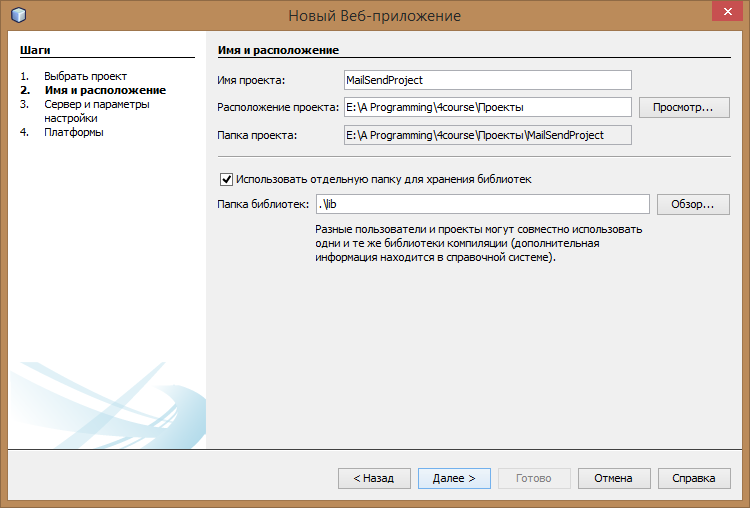 Новый Веб-приложение
Шаги
1. Выбрать проект
2. Имя и расположение
3. Сервер и параметры
настройки
4. Платформы
Имя и расположение
Имя проекта: MailSendProject
Расположение проекта: E:\A Programming\4course\Проекты Просмотр...
Папка проекта: E:\A Programming\4course\Проекты\MailSendProject
Использовать отдельную папку для хранения библиотек
Папка библиотек: .\lib Обзор...
Разные пользователи и проекты могут совместно использовать
одни и те же библиотеки компиляции (дополнительная
информация находится в справочной системе).
< Назад Далее > Готово Отмена Справка